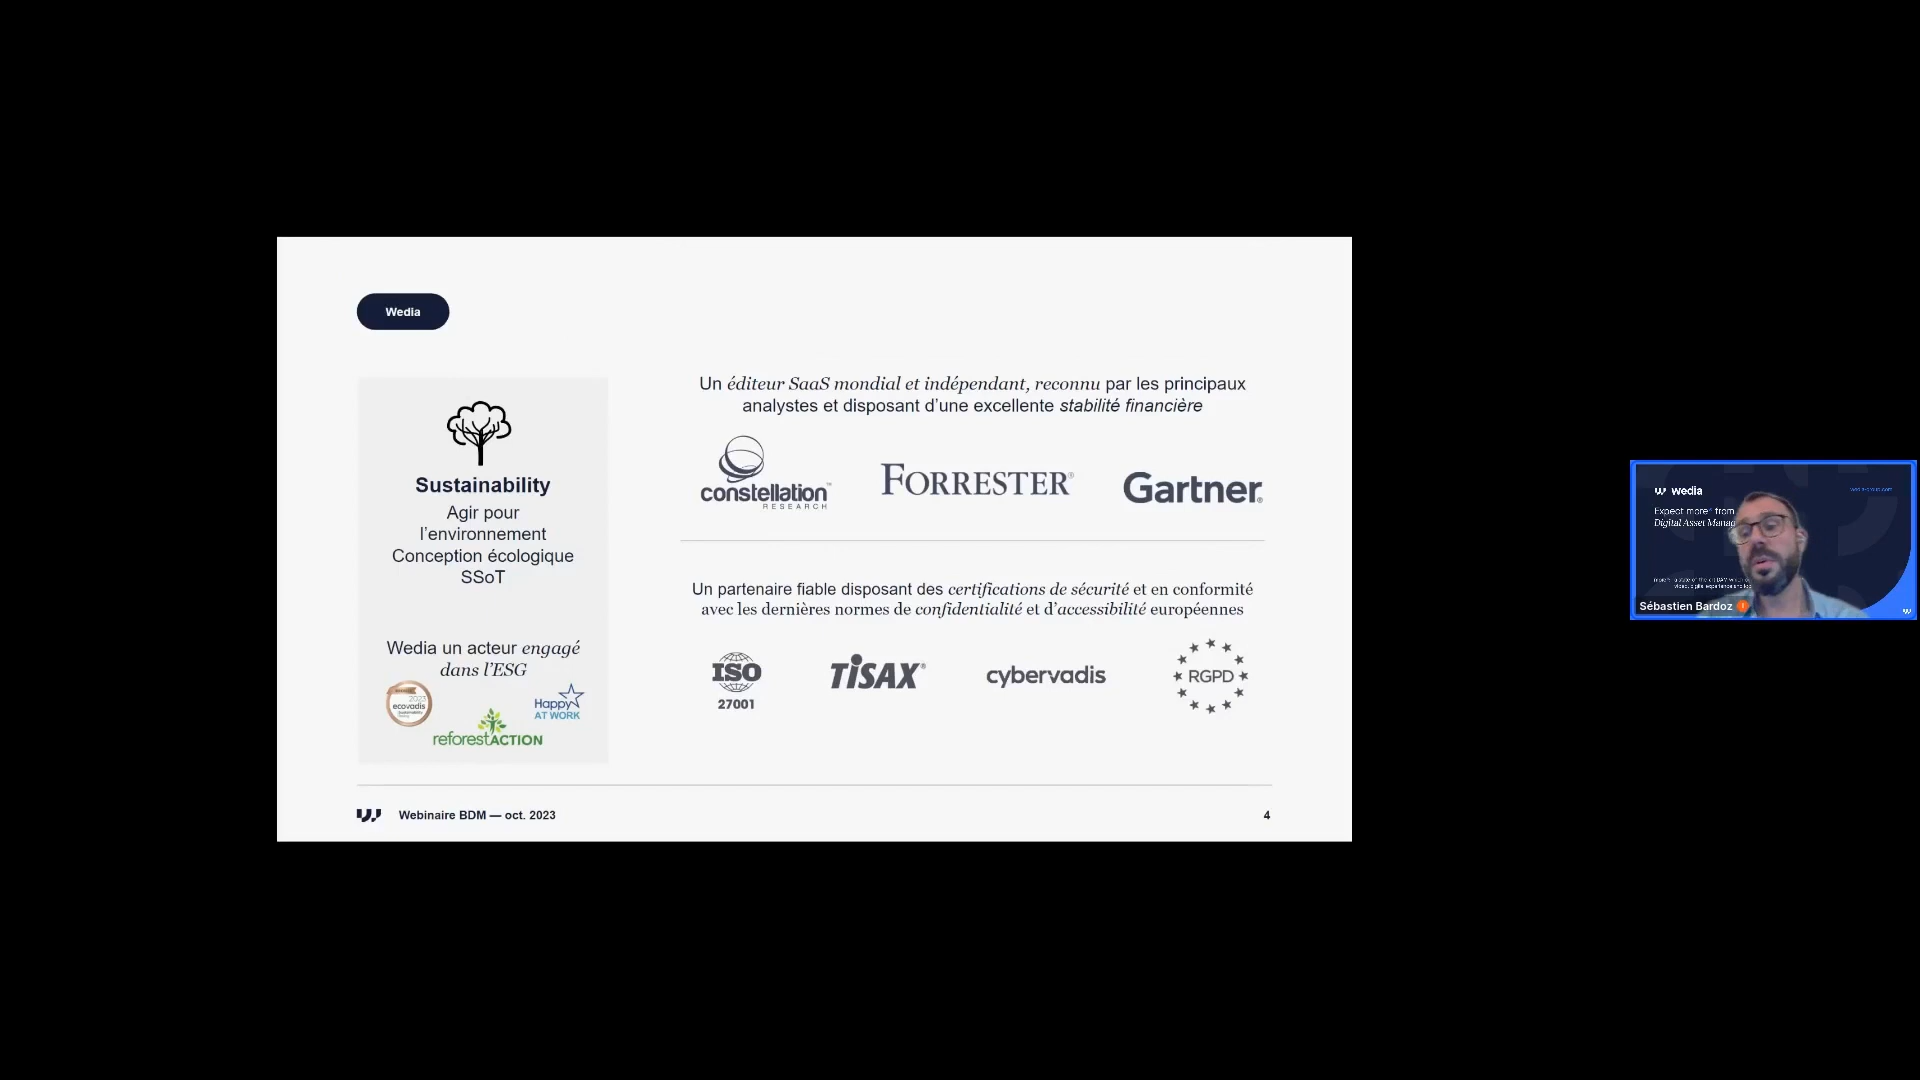 Wedia
Sustainability
Agir pour
l’environnement
Conception écologique
SSoT
Wedia un acteur engagé
dans l’ESG
2023
ecovadis
Happy
AT WORK
reforestACTION
Un éditeur SaaS mondial et indépendant, reconnu par les principaux
analystes et disposant d’une excellente stabilité financière
constellation™
RESEARCH
FORRESTER®
Gartner®
Un partenaire fiable disposant des certifications de sécurité et en conformité
avec les dernières normes de confidentialité et d’accessibilité européennes
ISO
27001
TiSAX®
cybervadis
RGPD
Webinaire BDM — oct. 2023
4
wedia
Expect more from
Digital Asset Manag
Sébastien Bardoz